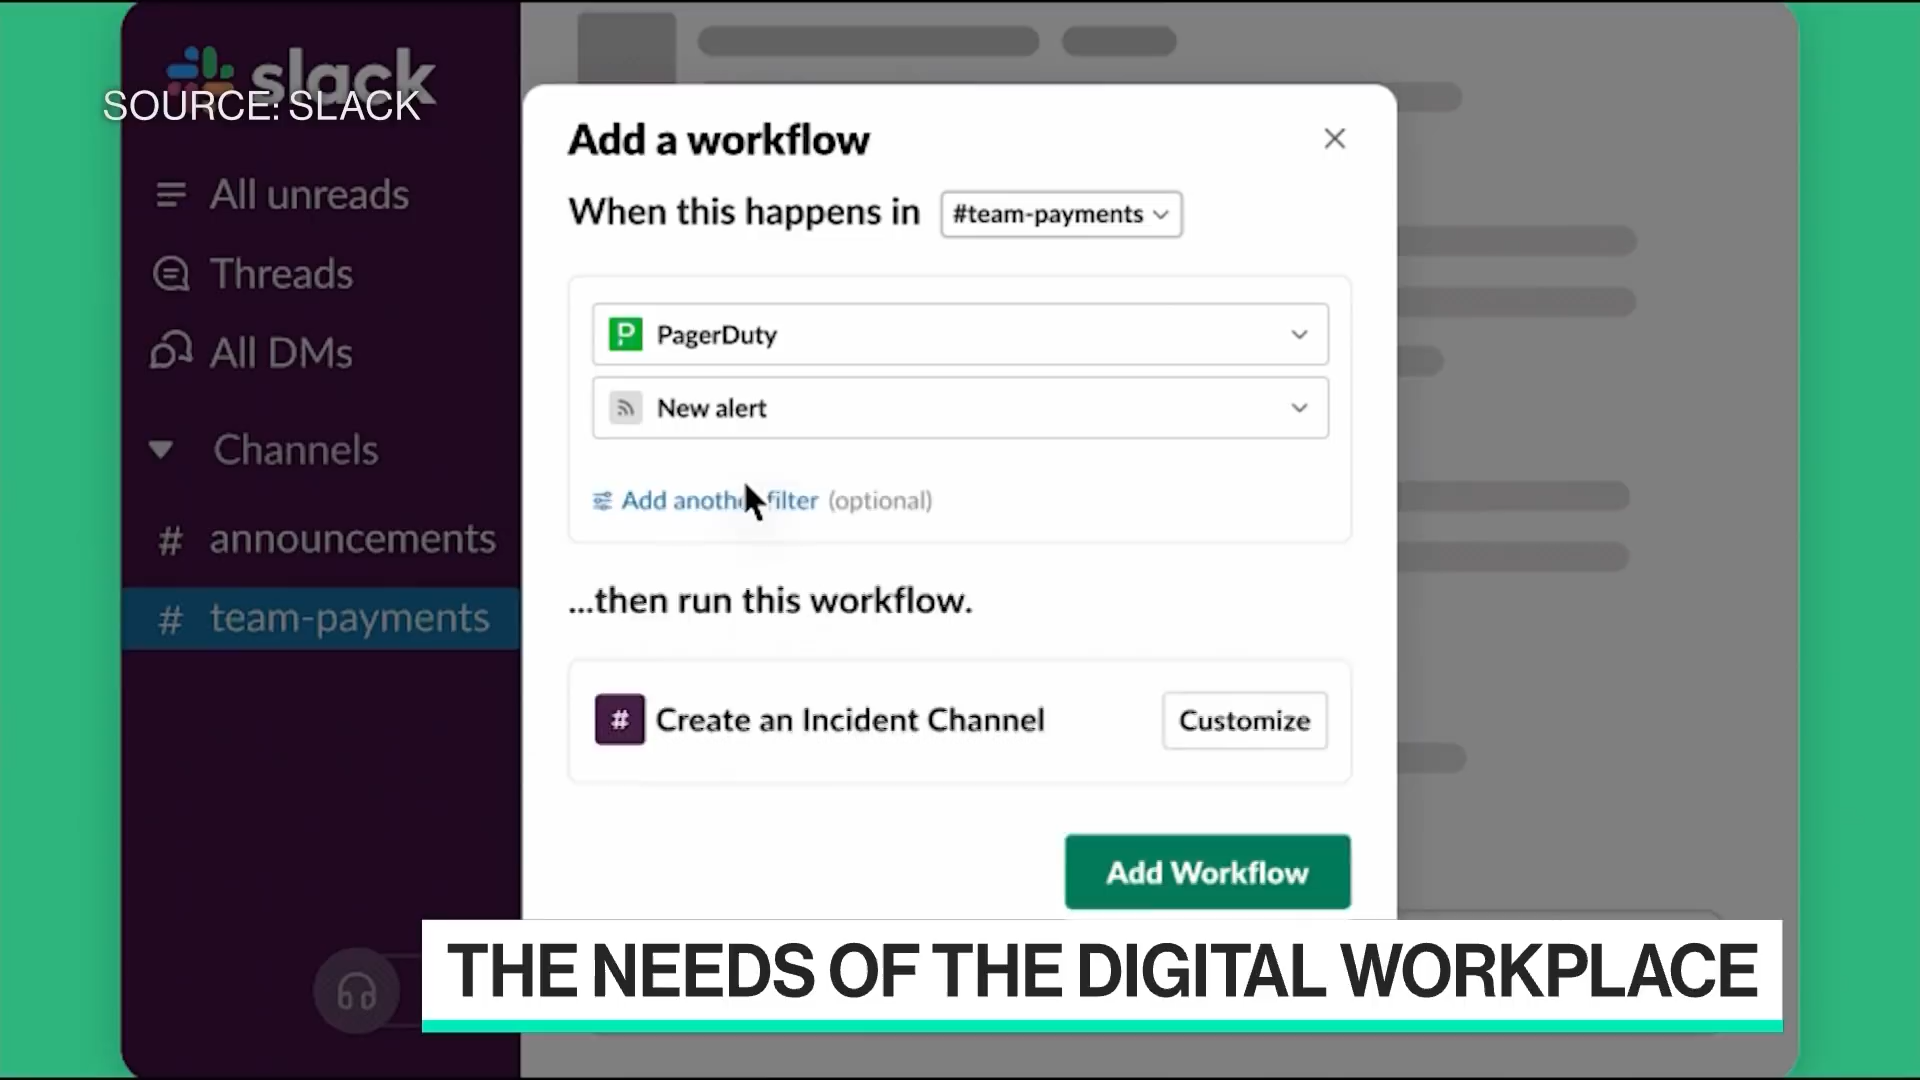 slack
SOURCE: SLACK
All unreads
Threads
All DMs
Channels
# announcements
# team-payments
Add a workflow
When this happens in #team-payments
P PagerDuty
New alert
Add another filter (optional)
...then run this workflow.
# Create an Incident Channel Customize
Add Workflow
THE NEEDS OF THE DIGITAL WORKPLACE